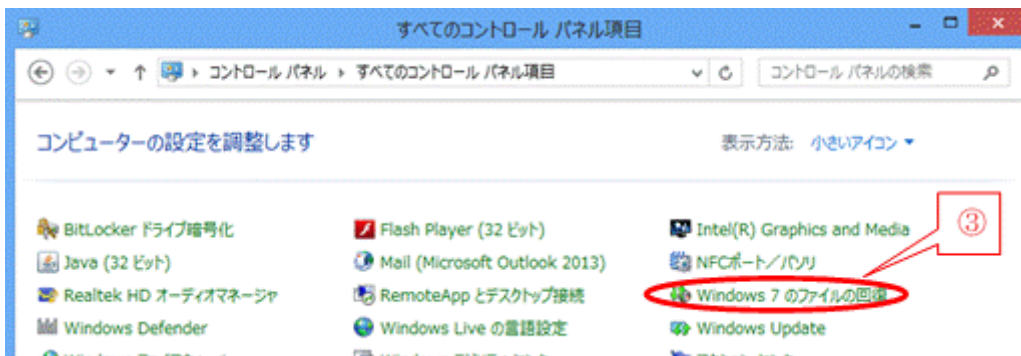 すべてのコントロール パネル項目
コントロール パネル ▸ すべてのコントロール パネル項目
コントロール パネルの検索
コンピューターの設定を調整します
表示方法: 小さいアイコン
③
BitLocker ドライブ暗号化
Flash Player (32 ビット)
Intel(R) Graphics and Media
Java (32 ビット)
Mail (Microsoft Outlook 2013)
NFCポート/パソリ
Realtek HD オーディオマネージャ
RemoteApp とデスクトップ接続
Windows 7 のファイルの回復
Windows Defender
Windows Live の言語設定
Windows Update